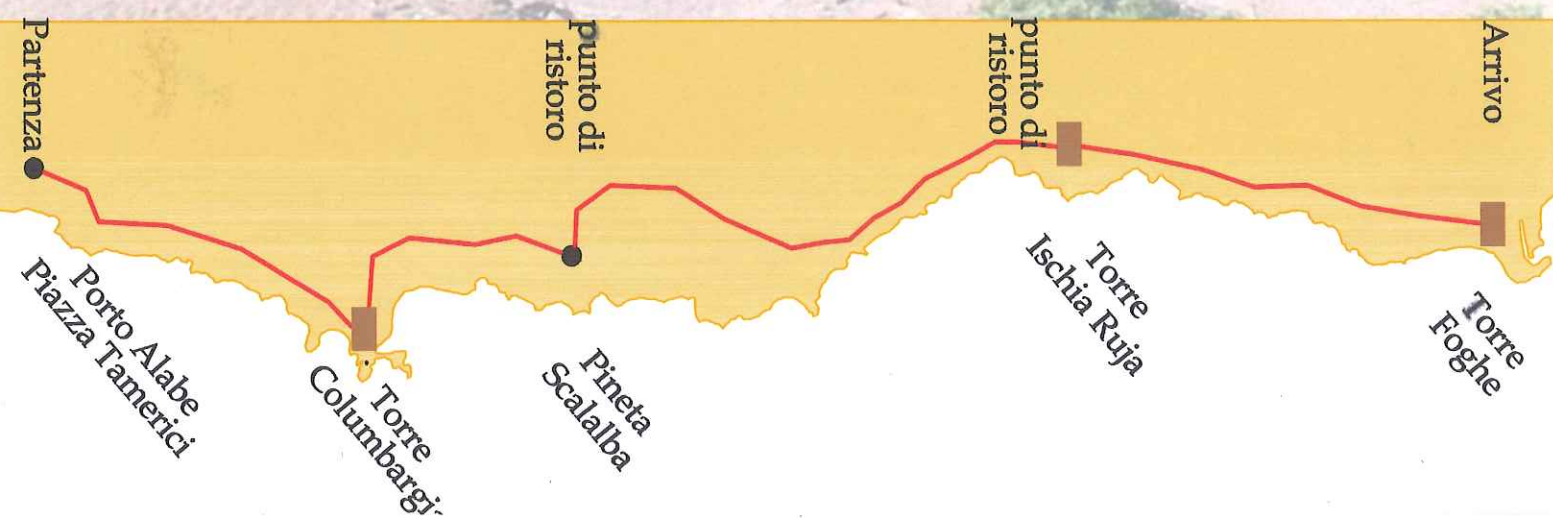 Partenza
punto di
ristoro
punto di
ristoro
Arrivo
Porto Alabe
Piazza Tamerici
Torre
Columbargia
Pineta
Scalalba
Torre
Ischia Ruja
Torre
Foghe